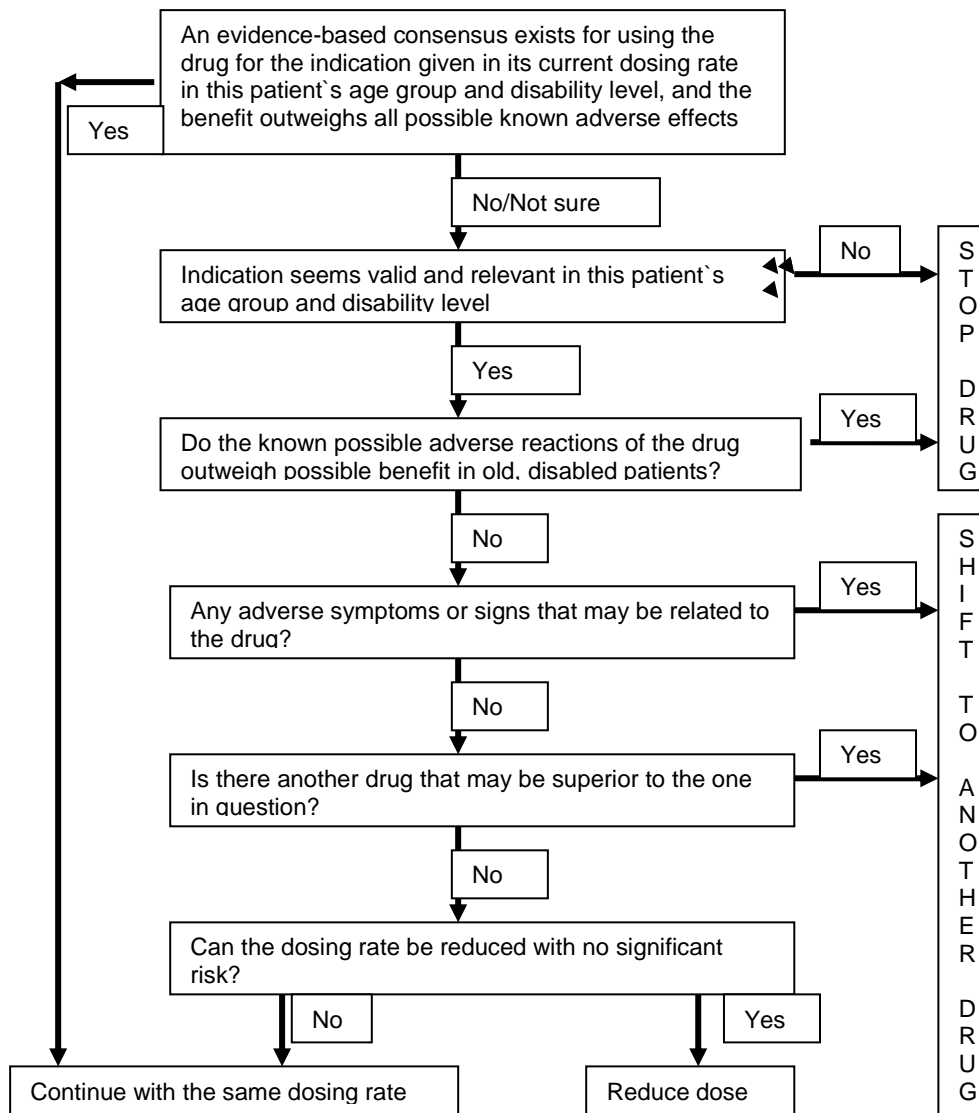 An evidence-based consensus exists for using the
drug for the indication given in its current dosing rate
in this patient`s age group and disability level, and the
benefit outweighs all possible known adverse effects
Yes
No/Not sure
Indication seems valid and relevant in this patient`s
age group and disability level
No
Yes
Do the known possible adverse reactions of the drug
outweigh possible benefit in old, disabled patients?
Yes
S
T
O
P
D
R
U
G
No
Any adverse symptoms or signs that may be related to
the drug?
Yes
No
Is there another drug that may be superior to the one
in question?
Yes
No
Can the dosing rate be reduced with no significant
risk?
No
Yes
Continue with the same dosing rate
Reduce dose
S
H
I
F
T
T
O
A
N
O
T
H
E
R
D
R
U
G